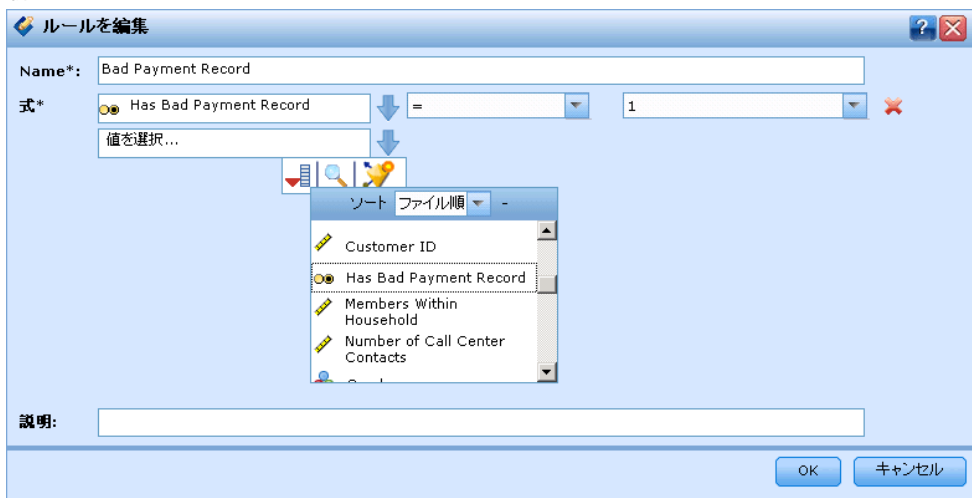 ルールを編集
?
Name*: Bad Payment Record
式* Has Bad Payment Record = 1
値を選択...
ソート ファイル順 -
Customer ID
Has Bad Payment Record
Members Within
Household
Number of Call Center
Contacts
説明:
OK キャンセル